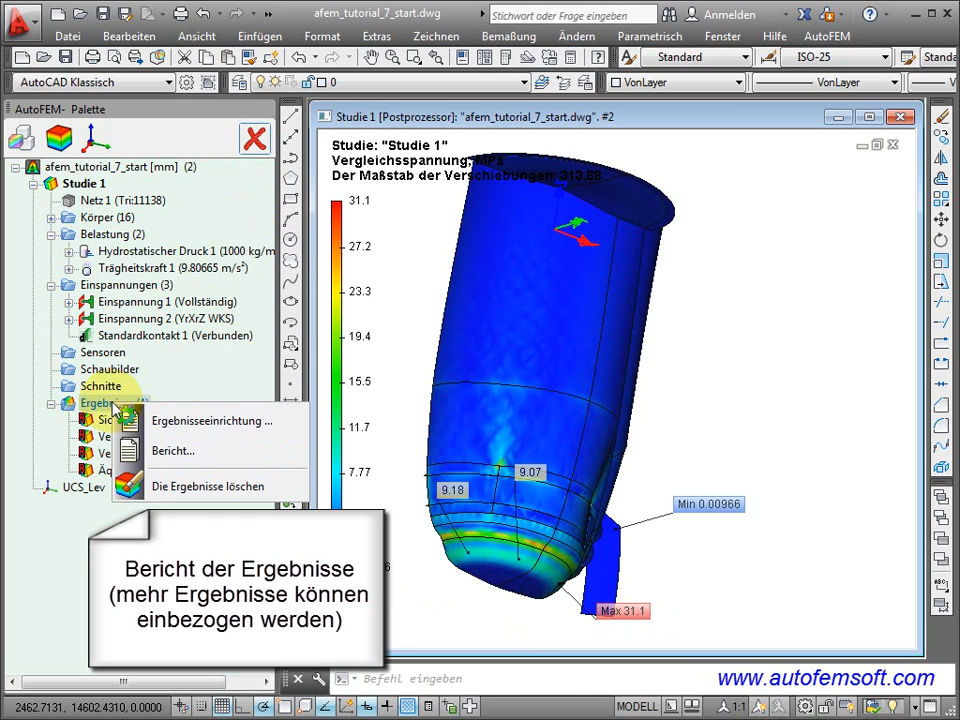 afem_tutorial_7_start.dwg
Stichwort oder Frage eingeben
Anmelden
Datei Bearbeiten Ansicht Einfügen Format Extras Zeichnen Bemaßung Ändern Parametrisch Fenster Hilfe AutoFEM
Standard ISO-25 Standa
AutoCAD Klassisch 0 VonLayer VonLayer
AutoFEM- Palette
Studie 1 [Postprozessor]: "afem_tutorial_7_start.dwg". #2
afem_tutorial_7_start [mm] (2)
Studie 1
Netz 1 (Tri:11138)
Körper (16)
Belastung (2)
Hydrostatischer Druck 1 (1000 kg/m
Trägheitskraft 1 (9.80665 m/s²)
Einspannungen (3)
Einspannung 1 (Vollständig)
Einspannung 2 (YrXrZ WKS)
Standardkontakt 1 (Verbunden)
Sensoren
Schaubilder
Schnitte
UCS_Lev
Ergebnisseeinrichtung ...
Bericht...
Die Ergebnisse löschen
Bericht der Ergebnisse
(mehr Ergebnisse können
einbezogen werden)
Studie: "Studie 1"
Vergleichsspannung, MPa
Der Maßstab der Verschiebungen: 313.88
31.1
27.2
23.3
19.4
15.5
11.7
7.77
9.07
9.18
Min 0.00966
Max 31.1
www.autofemsoft.com
Befehl eingeben
2462.7131, 14602.4310, 0.0000
MODELL
1:1